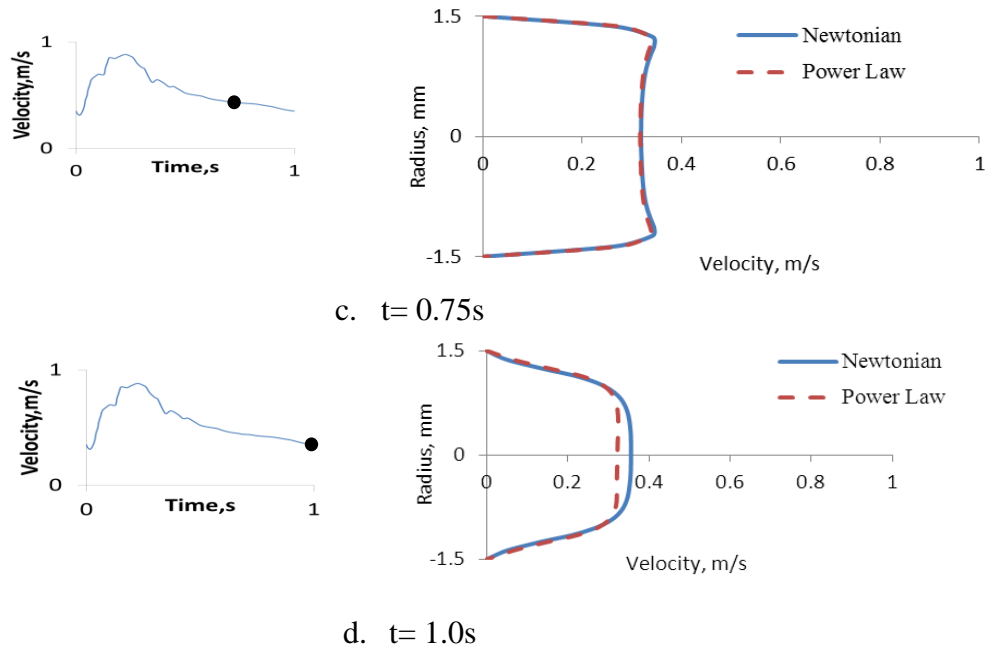 1
Velocity,m/s
0
0
Time,s
1
1.5
Radius, mm
0
-1.5
0
0.2
0.4
0.6
0.8
1
Velocity, m/s
Newtonian
Power Law
c. t= 0.75s
1
Velocity,m/s
0
0
Time,s
1
1.5
Radius, mm
0
-1.5
0
0.2
0.4
0.6
0.8
1
Velocity, m/s
Newtonian
Power Law
d. t= 1.0s